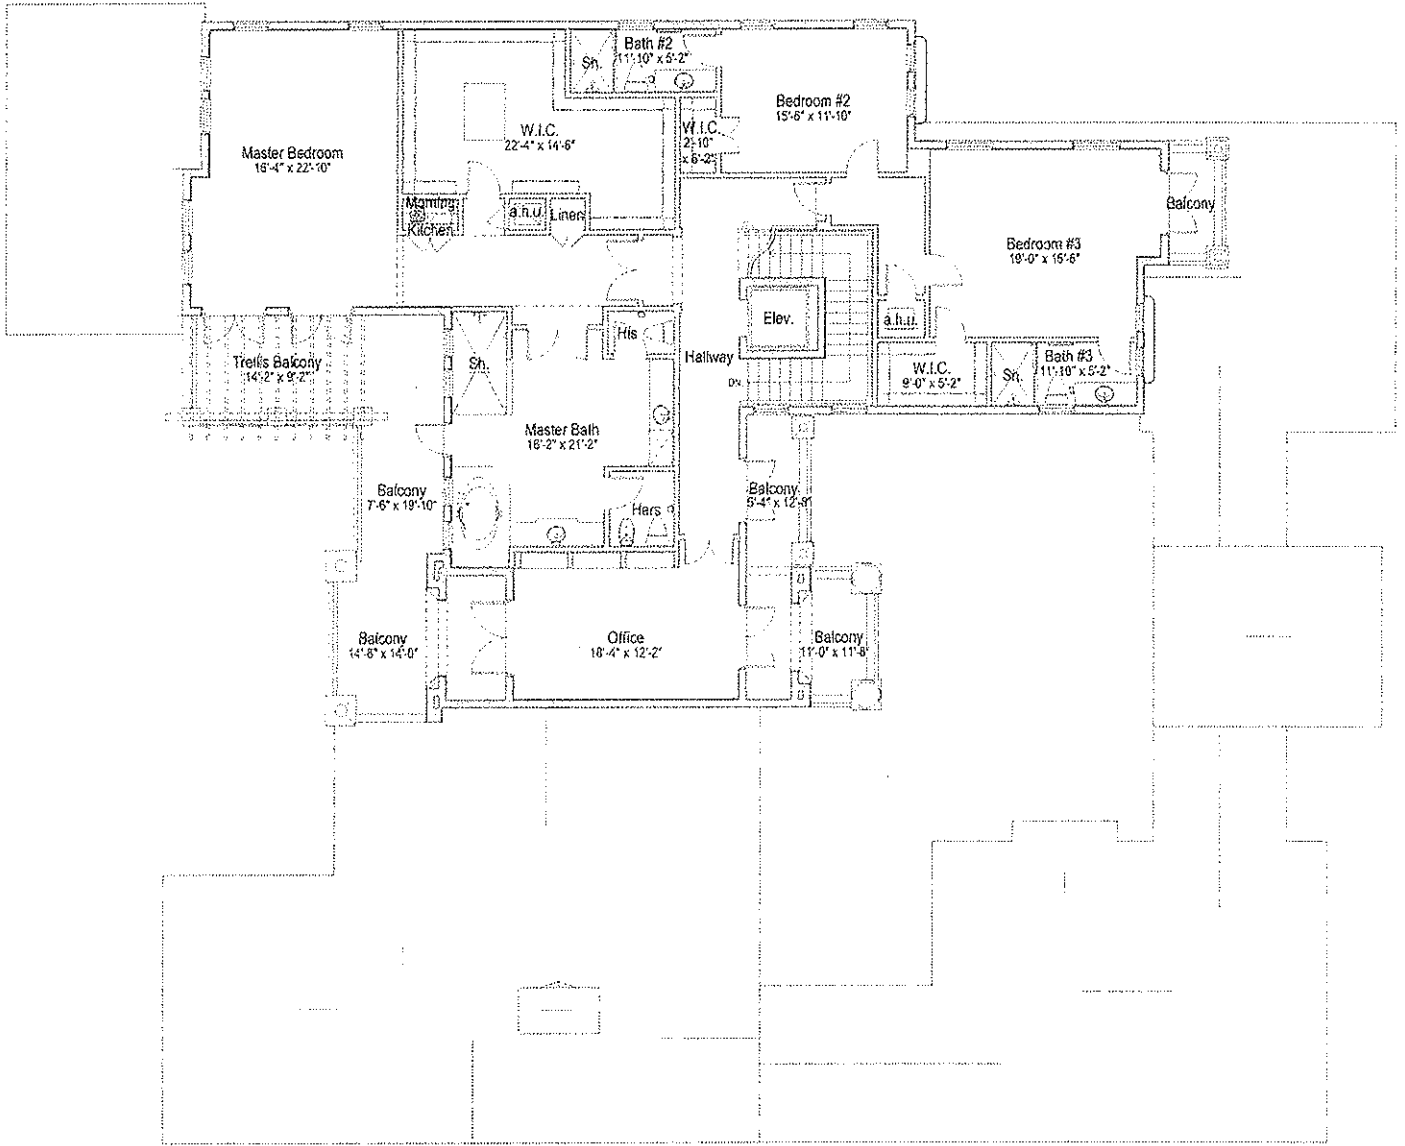 Bath #2
11'-10" x 5'-2"
Sh.
Bedroom #2
15'-6" x 11'-10"
W.I.C.
22'-4" x 14'-6"
W.I.C.
2'-10"
x 6'-2"
Master Bedroom
16'-4" x 22'-10"
Morning
Kitchen
a.h.u.
Linen
Balcony
Bedroom #3
19'-0" x 15'-6"
Elev.
a.h.u.
His
Hallway
Trellis Balcony
14'-2" x 9'-2"
Sh.
DN.
W.I.C.
9'-0" x 5'-2"
Sh.
Bath #3
11'-10" x 5'-2"
Master Bath
16'-2" x 21'-2"
Balcony
7'-6" x 19'-10"
Balcony
Hers
Balcony
14'-8" x 14'-0"
Office
18'-4" x 12'-2"
Balcony
11'-0" x 11'-8"